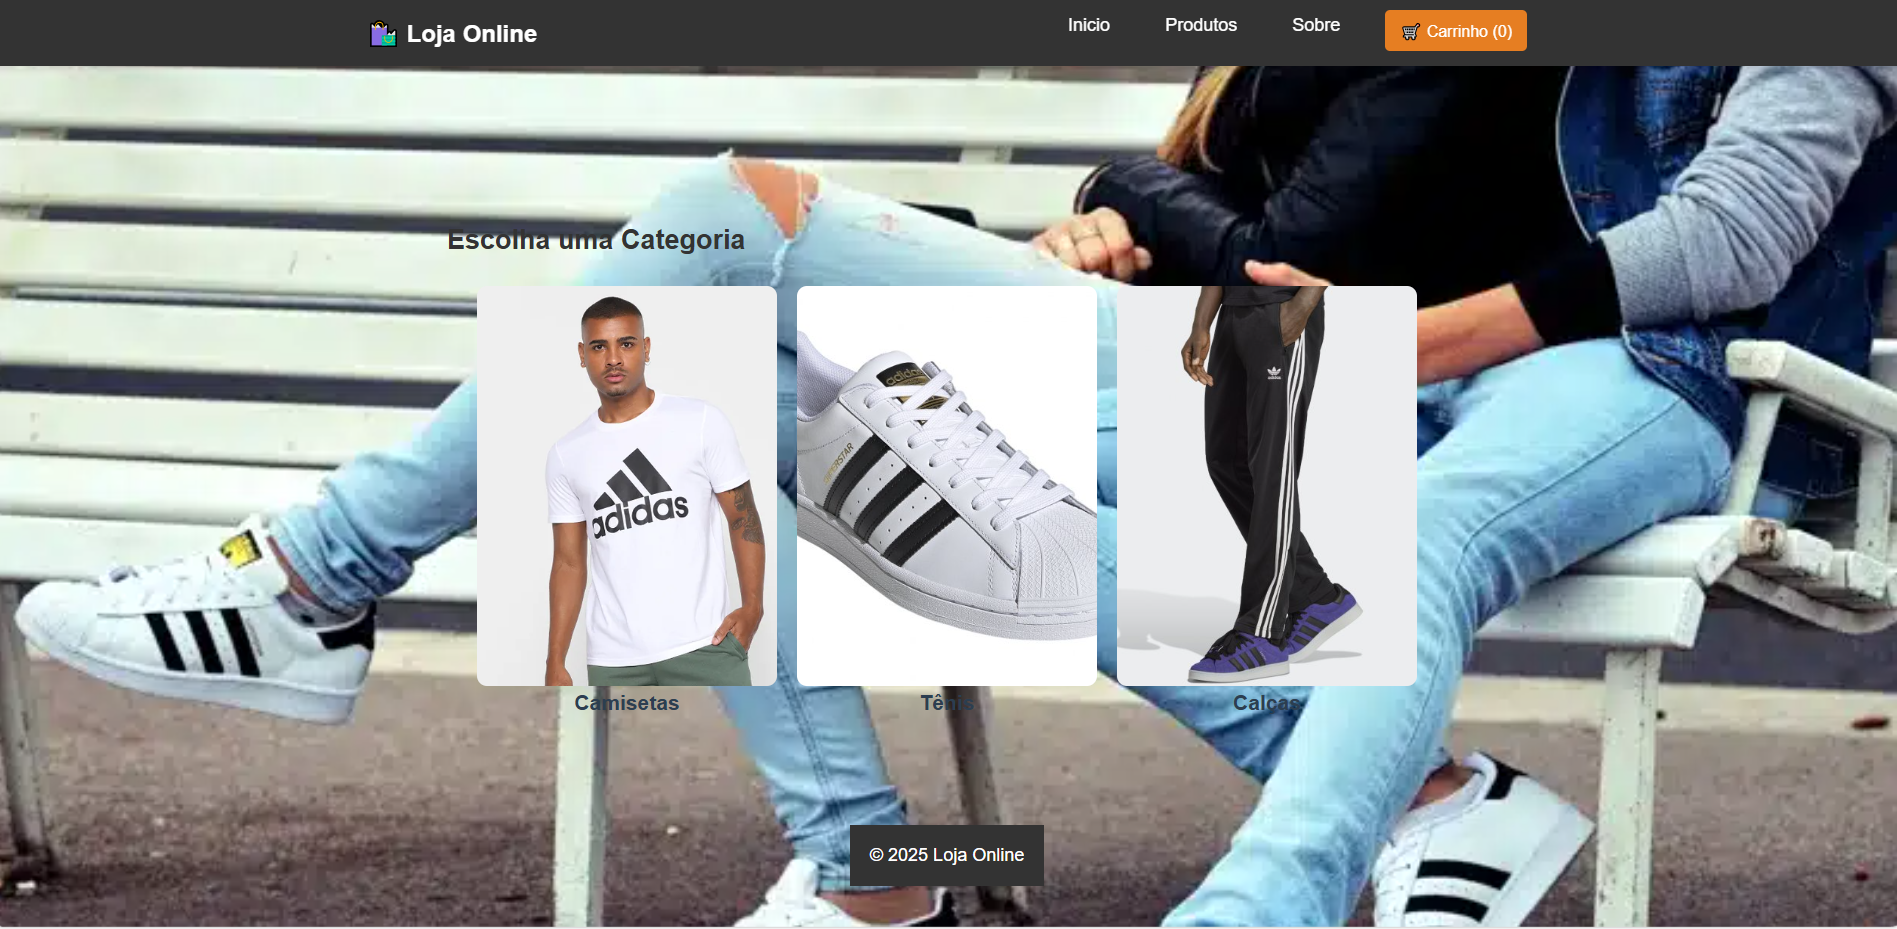 Loja Online
Inicio
Produtos
Sobre
Carrinho (0)
Escolha uma Categoria
adidas
adidas
SUPERSTAR
adidas
Camisetas
Tênis
Calças
© 2025 Loja Online